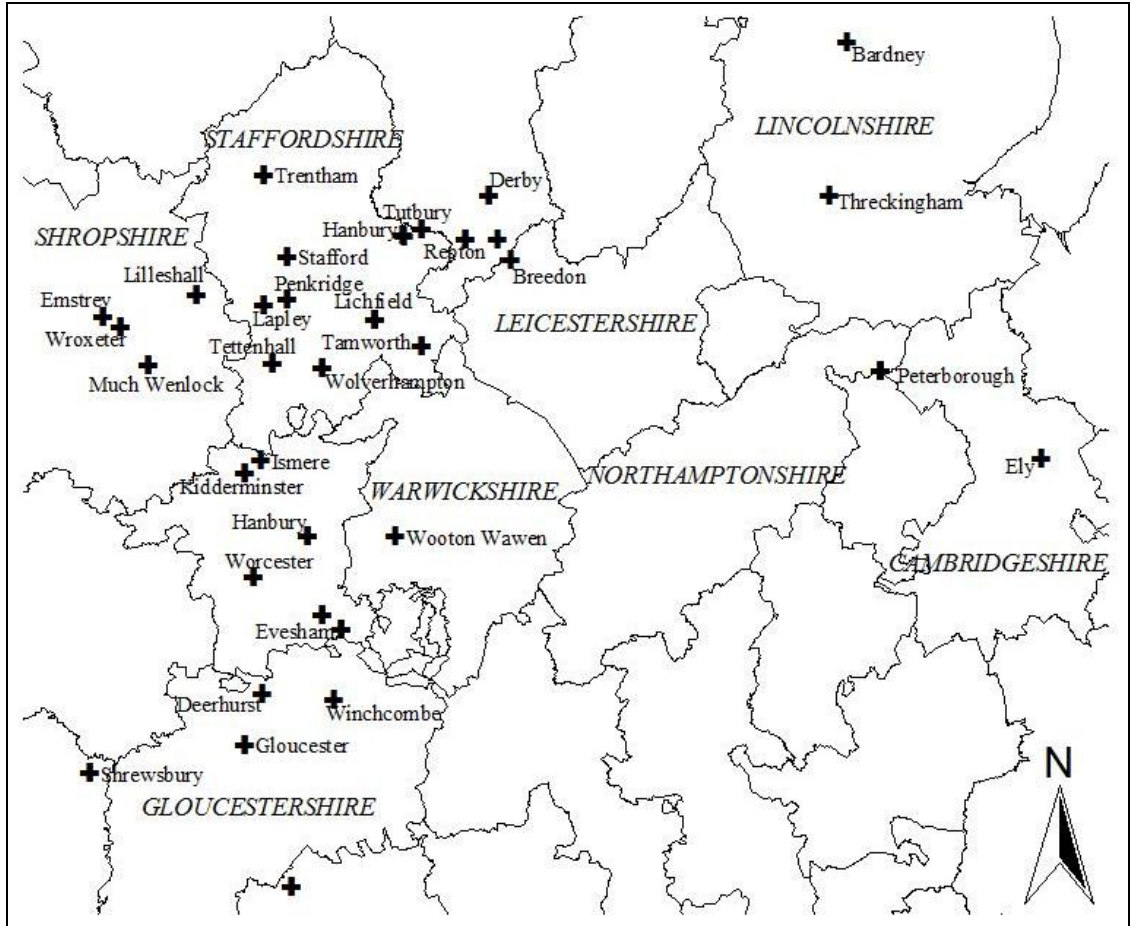 Bardney
LINCOLNSHIRE
STAFFORDSHIRE
Trentham
Derby
Threckingham
Tutbury
Hanbury
Repton
SHROPSHIRE
Stafford
Breedon
Lilleshall
Penkridge
Emstrey
Lichfield
Lapley
LEICESTERSHIRE
Wroxeter
Tettenhall
Tamworth
Much Wenlock
Wolverhampton
Peterborough
Ismere
Ely
NORTHAMPTONSHIRE
Kidderminster
WARWICKSHIRE
Hanbury
Wooton Wawen
Worcester
CAMBRIDGESHIRE
Evesham
Deerhurst
Winchcombe
Gloucester
N
Shrewsbury
GLOUCESTERSHIRE